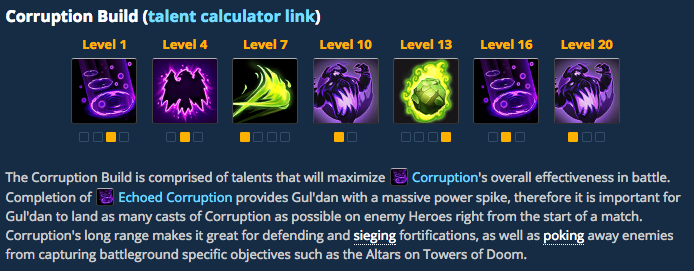 Corruption Build (talent calculator link)
Level 1 Level 4 Level 7 Level 10 Level 13 Level 16 Level 20
The Corruption Build is comprised of talents that will maximize Corruption's overall effectiveness in battle.
Completion of Echoed Corruption provides Gul'dan with a massive power spike, therefore it is important for
Gul'dan to land as many casts of Corruption as possible on enemy Heroes right from the start of a match.
Corruption's long range makes it great for defending and sieging fortifications, as well as poking away enemies
from capturing battleground specific objectives such as the Altars on Towers of Doom.